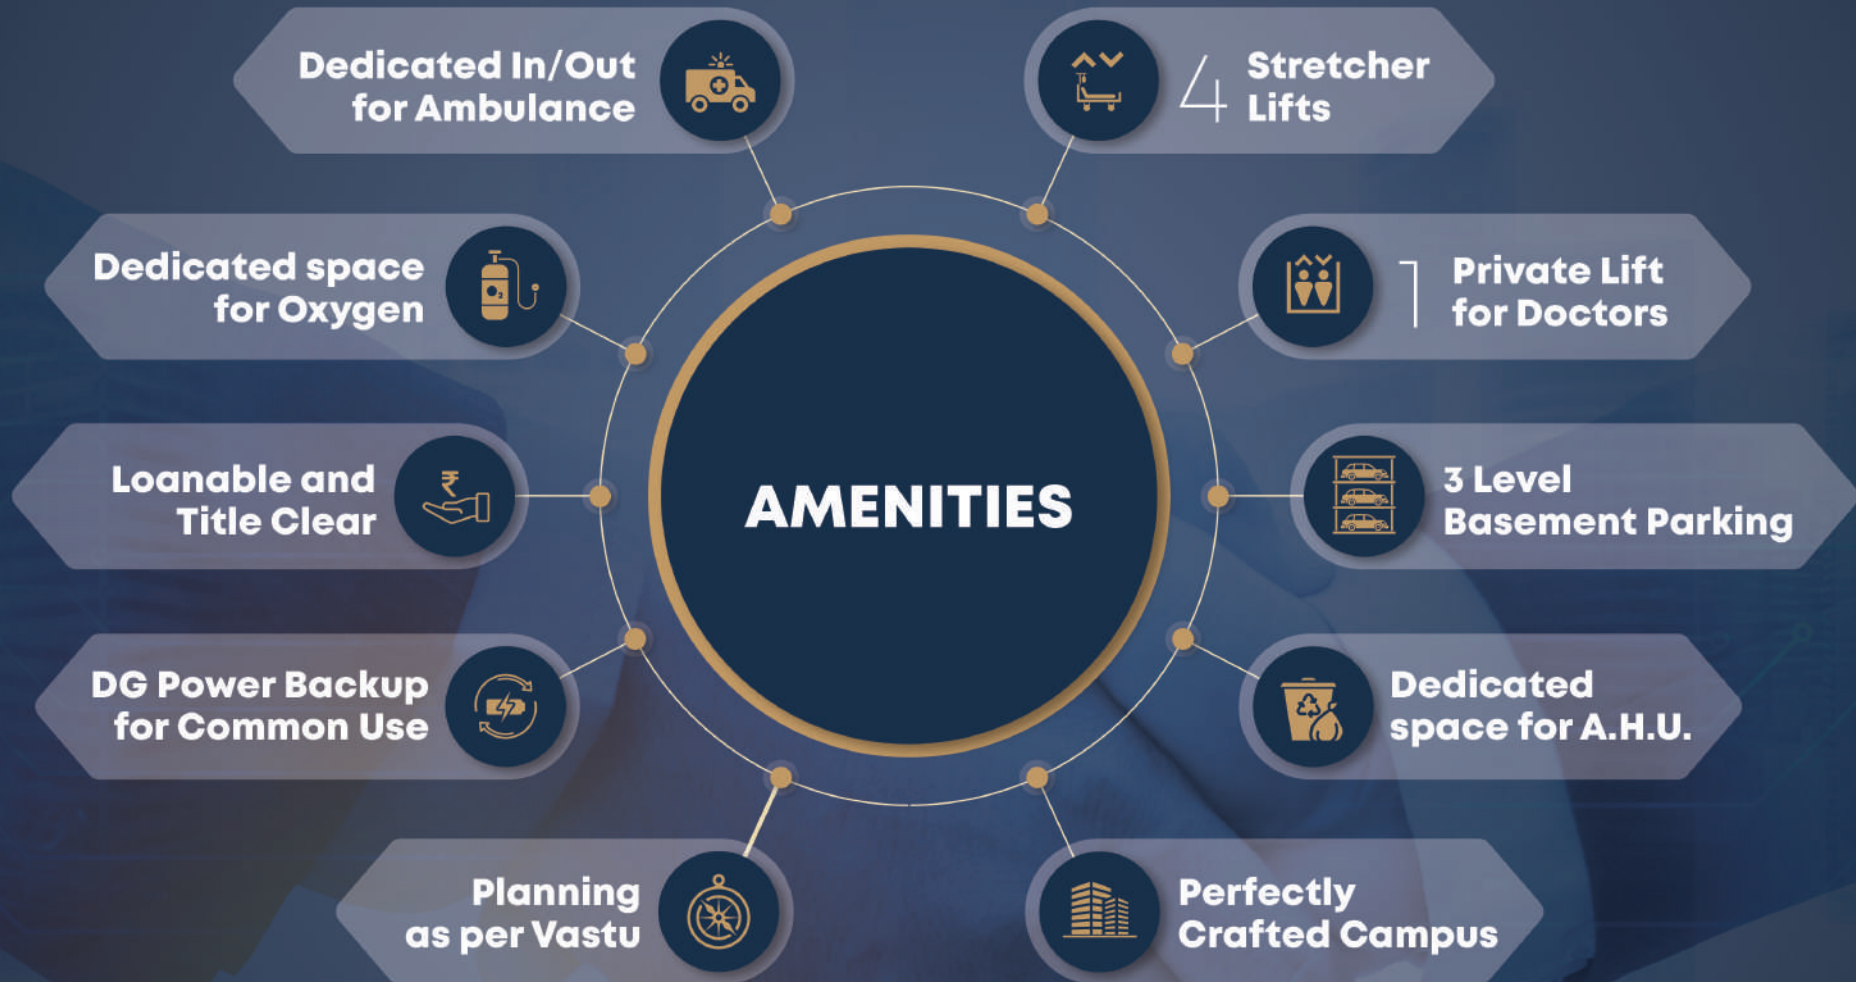 Dedicated In/Out
for Ambulance
4 Stretcher
Lifts
Dedicated space
for Oxygen
1 Private Lift
for Doctors
Loanable and
Title Clear
₹
AMENITIES
3 Level
Basement Parking
DG Power Backup
for Common Use
Dedicated
space for A.H.U.
Planning
as per Vastu
Perfectly
Crafted Campus